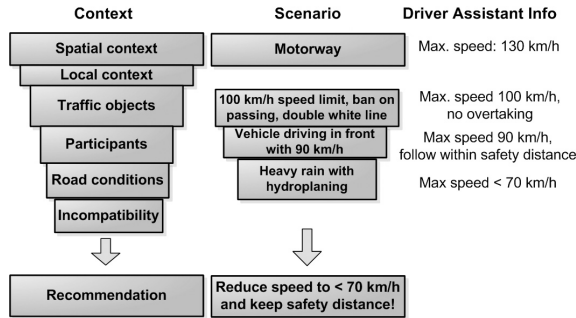 Context
Scenario
Driver Assistant Info
Spatial context
Motorway
Max. speed: 130 km/h
Local context
Traffic objects
100 km/h speed limit, ban on
passing, double white line
Max. speed 100 km/h,
no overtaking
Participants
Vehicle driving in front
with 90 km/h
Max speed 90 km/h,
follow within safety distance
Road conditions
Heavy rain with
hydroplaning
Max speed < 70 km/h
Incompatibility
Recommendation
Reduce speed to < 70 km/h
and keep safety distance!